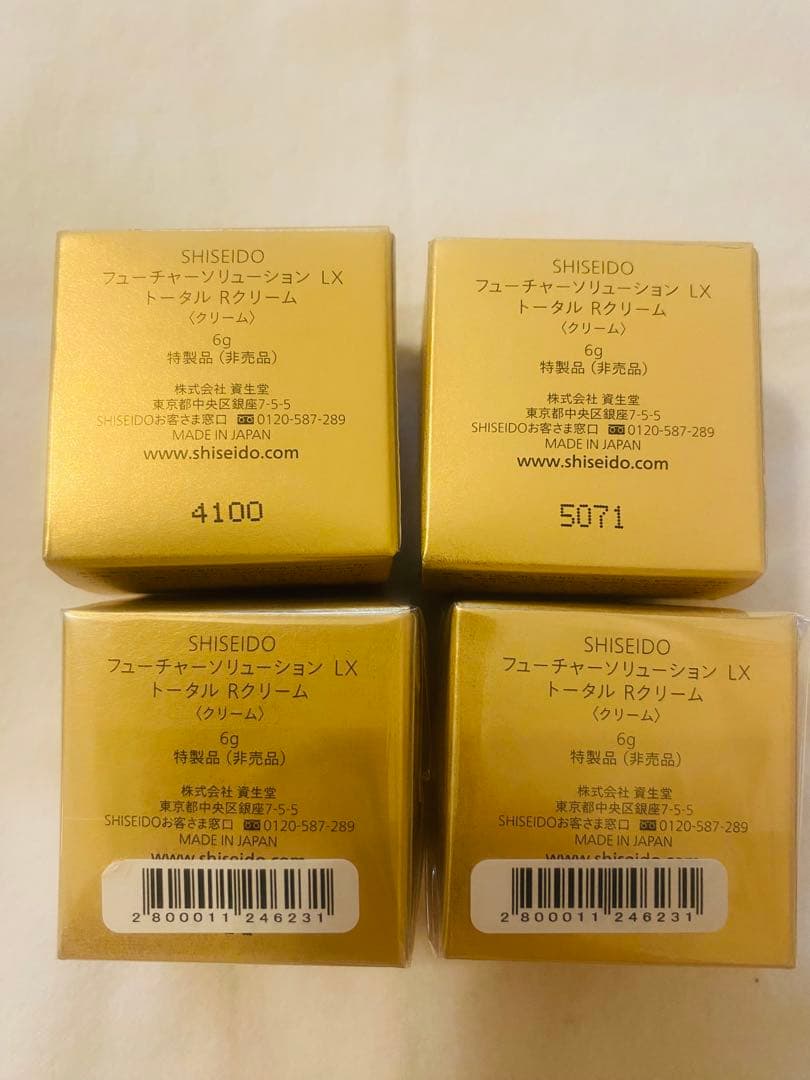 SHISEIDO
フューチャーソリューション LX
トータル Rクリーム
〈クリーム〉
6g
特製品（非売品）
株式会社 資生堂
東京都中央区銀座7-5-5
SHISEIDOお客さま窓口 0120-587-289
MADE IN JAPAN
www.shiseido.com
4100
SHISEIDO
フューチャーソリューション LX
トータル Rクリーム
〈クリーム〉
6g
特製品（非売品）
株式会社 資生堂
東京都中央区銀座7-5-5
SHISEIDOお客さま窓口 0120-587-289
MADE IN JAPAN
www.shiseido.com
5071
SHISEIDO
フューチャーソリューション LX
トータル Rクリーム
〈クリーム〉
6g
特製品（非売品）
株式会社 資生堂
東京都中央区銀座7-5-5
SHISEIDOお客さま窓口 0120-587-289
MADE IN JAPAN
www.shiseido.com
2800011246231
SHISEIDO
フューチャーソリューション LX
トータル Rクリーム
〈クリーム〉
6g
特製品（非売品）
株式会社 資生堂
東京都中央区銀座7-5-5
SHISEIDOお客さま窓口 0120-587-289
MADE IN JAPAN
www.shiseido.com
2800011246231